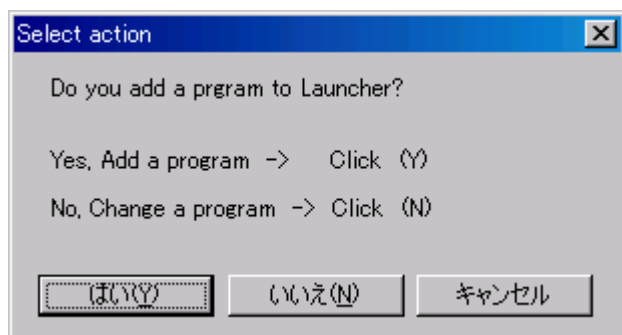 Select action
Do you add a prgram to Launcher?
Yes, Add a program -> Click (Y)
No, Change a program -> Click (N)
はい(Y) いいえ(N) キャンセル